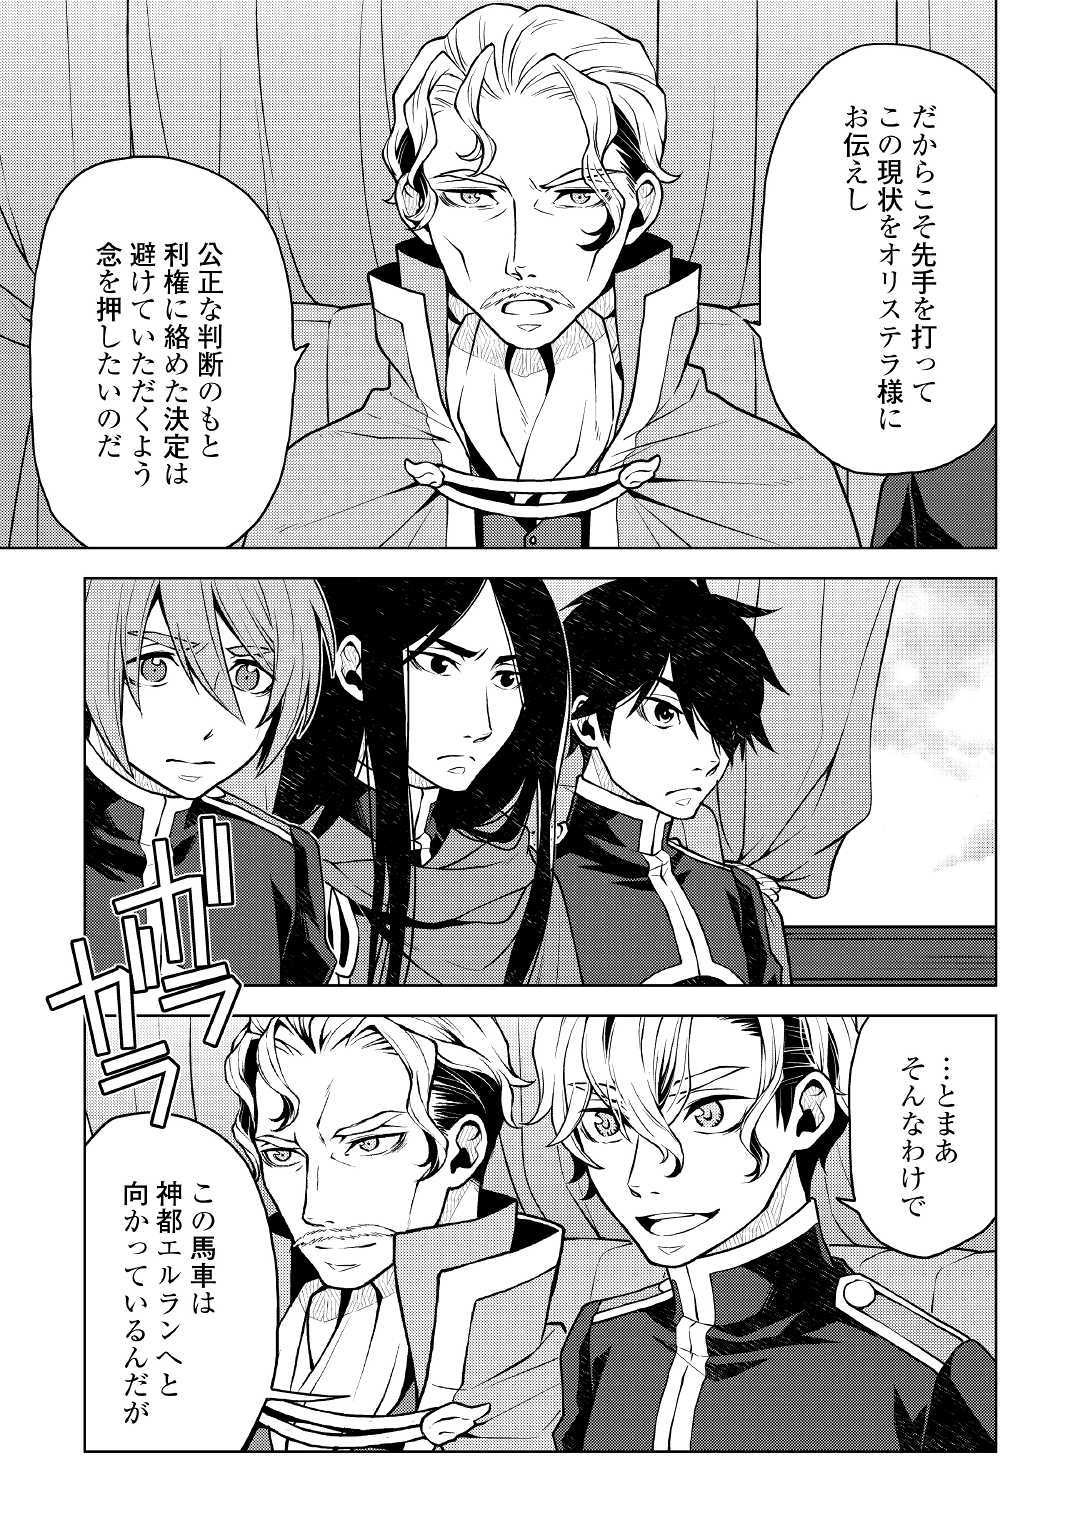 だからこそ先手を打って
この現状をオリステラ様に
お伝えし
公正な判断のもと
利権に絡めた決定は
避けていただくよう
念を押したいのだ
ガラ
ガラ
…とまあ
そんなわけで
この馬車は
神都エルランへと
向かっているんだが